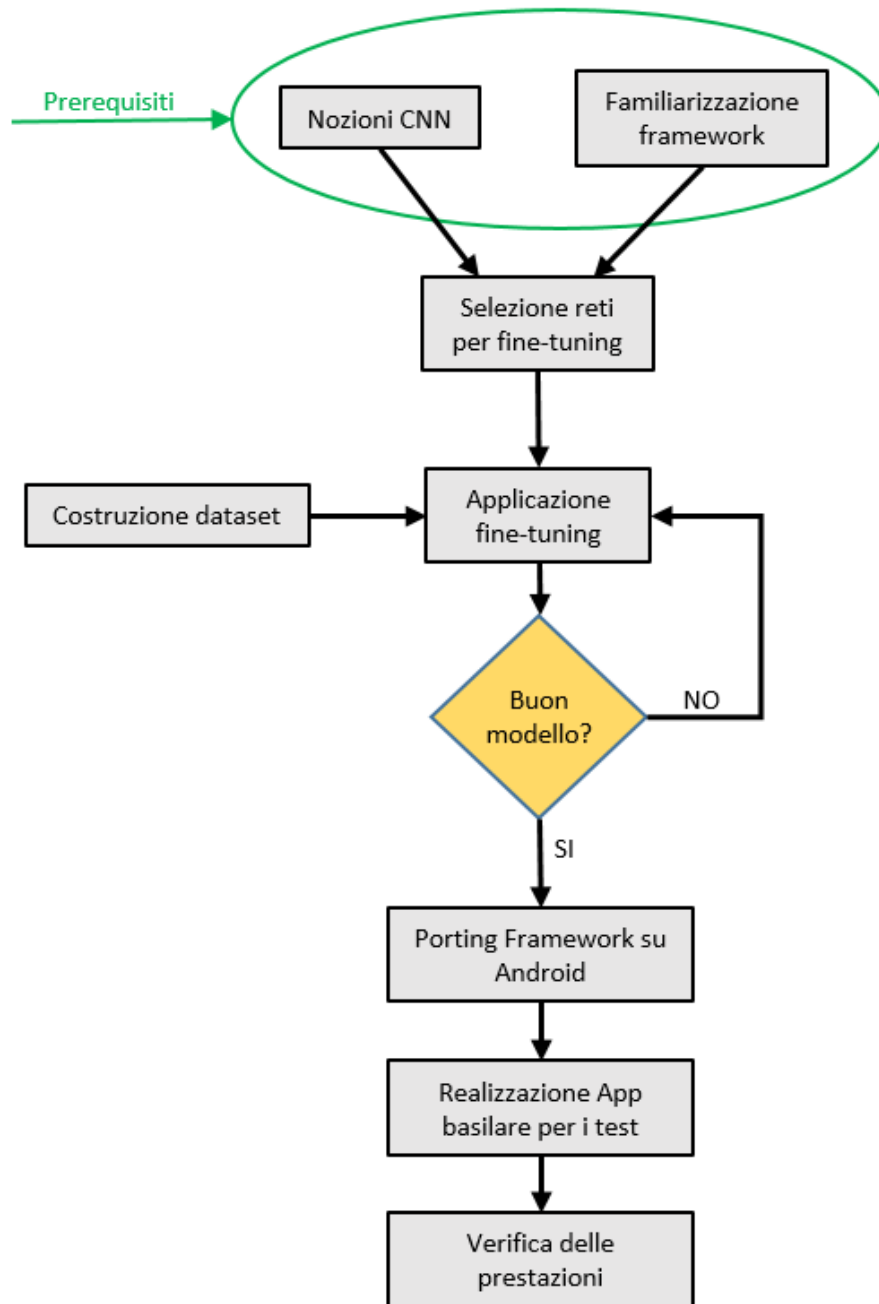 Prerequisiti
Nozioni CNN
Familiarizzazione
framework
Selezione reti
per fine-tuning
Costruzione dataset
Applicazione
fine-tuning
Buon
modello?
NO
SI
Porting Framework su
Android
Realizzazione App
basilare per i test
Verifica delle
prestazioni